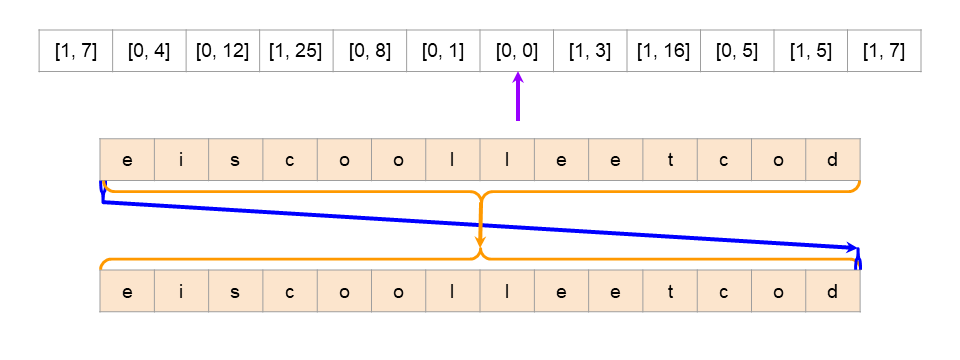 [1, 7] [0, 4] [0, 12] [1, 25] [0, 8] [0, 1] [0, 0] [1, 3] [1, 16] [0, 5] [1, 5] [1, 7]
e i s c o o l l e e t c o d
e i s c o o l l e e t c o d